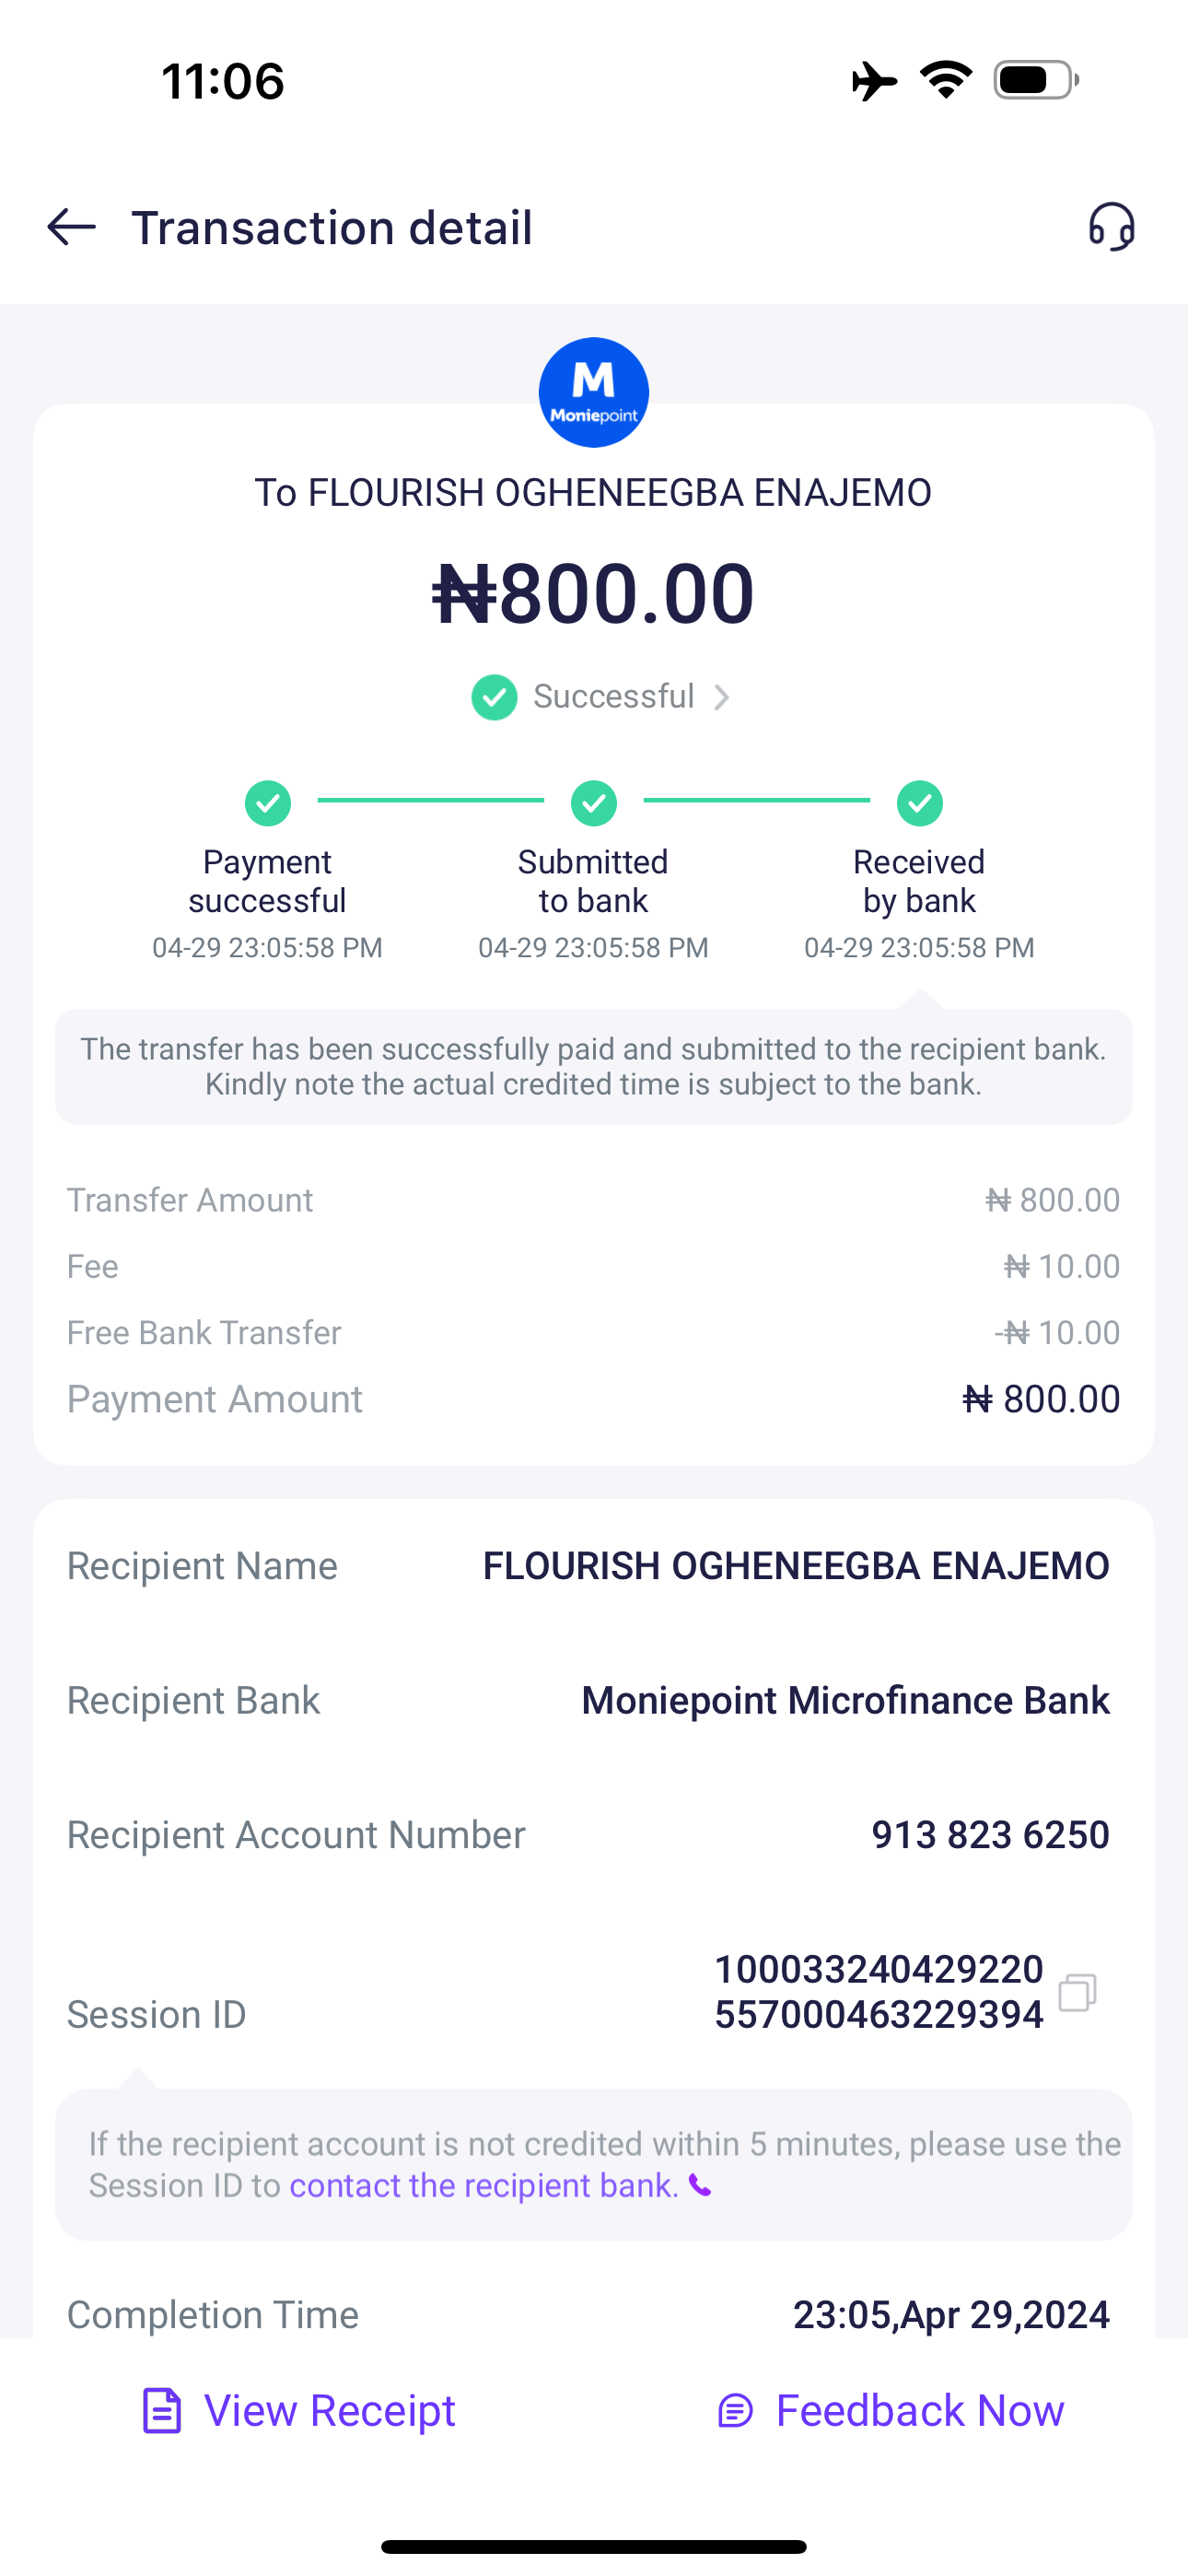 11:06
Transaction detail
M
Moniepoint
To FLOURISH OGHENEEGBA ENAJEMO
₦800.00
Successful
Payment successful
Submitted to bank
Received by bank
04-29 23:05:58 PM
04-29 23:05:58 PM
04-29 23:05:58 PM
The transfer has been successfully paid and submitted to the recipient bank.
Kindly note the actual credited time is subject to the bank.
Transfer Amount ₦ 800.00
Fee ₦ 10.00
Free Bank Transfer -₦ 10.00
Payment Amount ₦ 800.00
Recipient Name FLOURISH OGHENEEGBA ENAJEMO
Recipient Bank Moniepoint Microfinance Bank
Recipient Account Number 913 823 6250
Session ID 100033240429220
557000463229394
If the recipient account is not credited within 5 minutes, please use the
Session ID to contact the recipient bank.
Completion Time 23:05,Apr 29,2024
View Receipt
Feedback Now